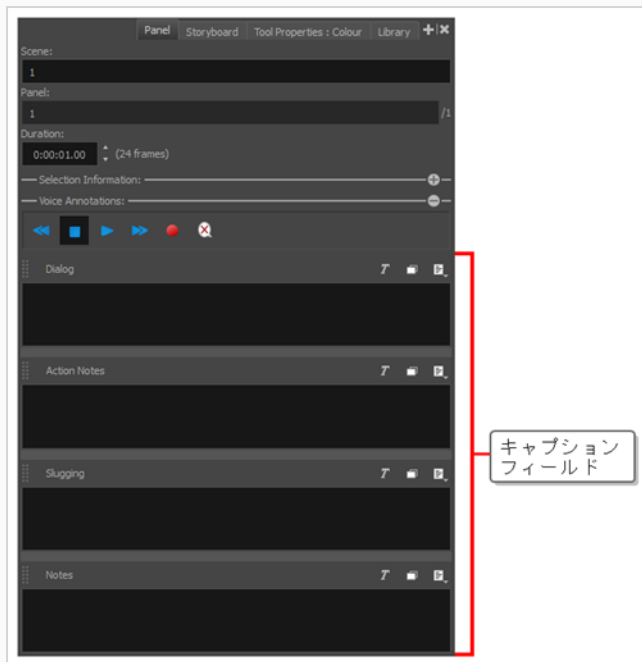 Panel Storyboard Tool Properties : Colour Library
Scene:
1
Panel:
1 /1
Duration:
0:00:01.00 (24 frames)
Selection Information:
Voice Annotations:
Dialog
Action Notes
Slugging
Notes
キャプション
フィールド